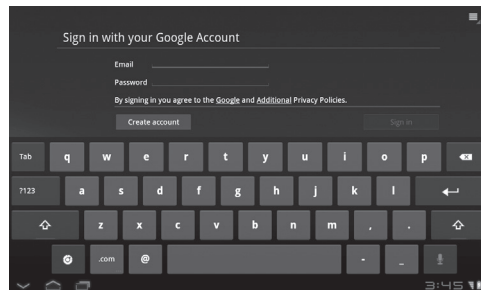 Sign in with your Google Account
Email
Password
By signing in you agree to the Google and Additional Privacy Policies.
Create account Sign in
Tab q w e r t y u i o p
?123 a s d f g h j k l
z x c v b n m , .
.com @ - _
3:45